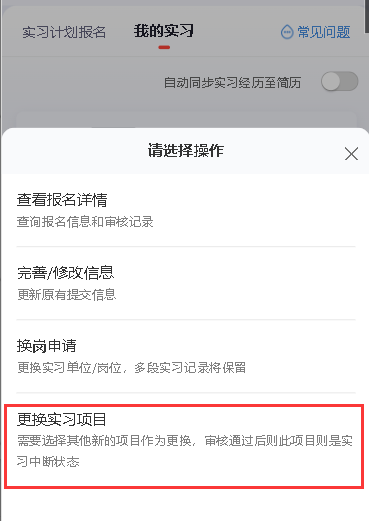 实习计划报名
我的实习
常见问题
自动同步实习经历至简历
请选择操作
查看报名详情
查询报名信息和审核记录
完善/修改信息
更新原有提交信息
换岗申请
更换实习单位/岗位，多段实习记录将保留
更换实习项目
需要选择其他新的项目作为更换，审核通过后则此项目则是实
习中断状态